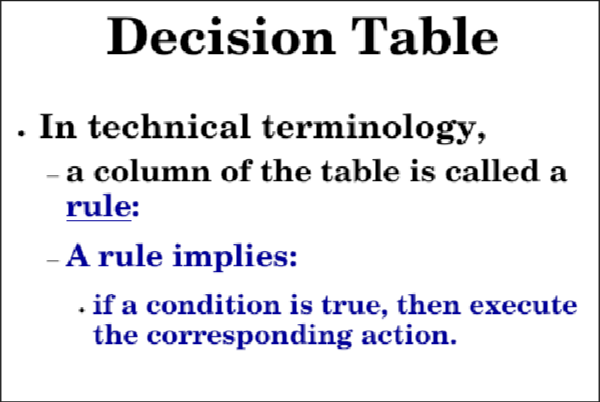 Decision Table
• In technical terminology,
– a column of the table is called a
rule:
– A rule implies:
• if a condition is true, then execute
the corresponding action.